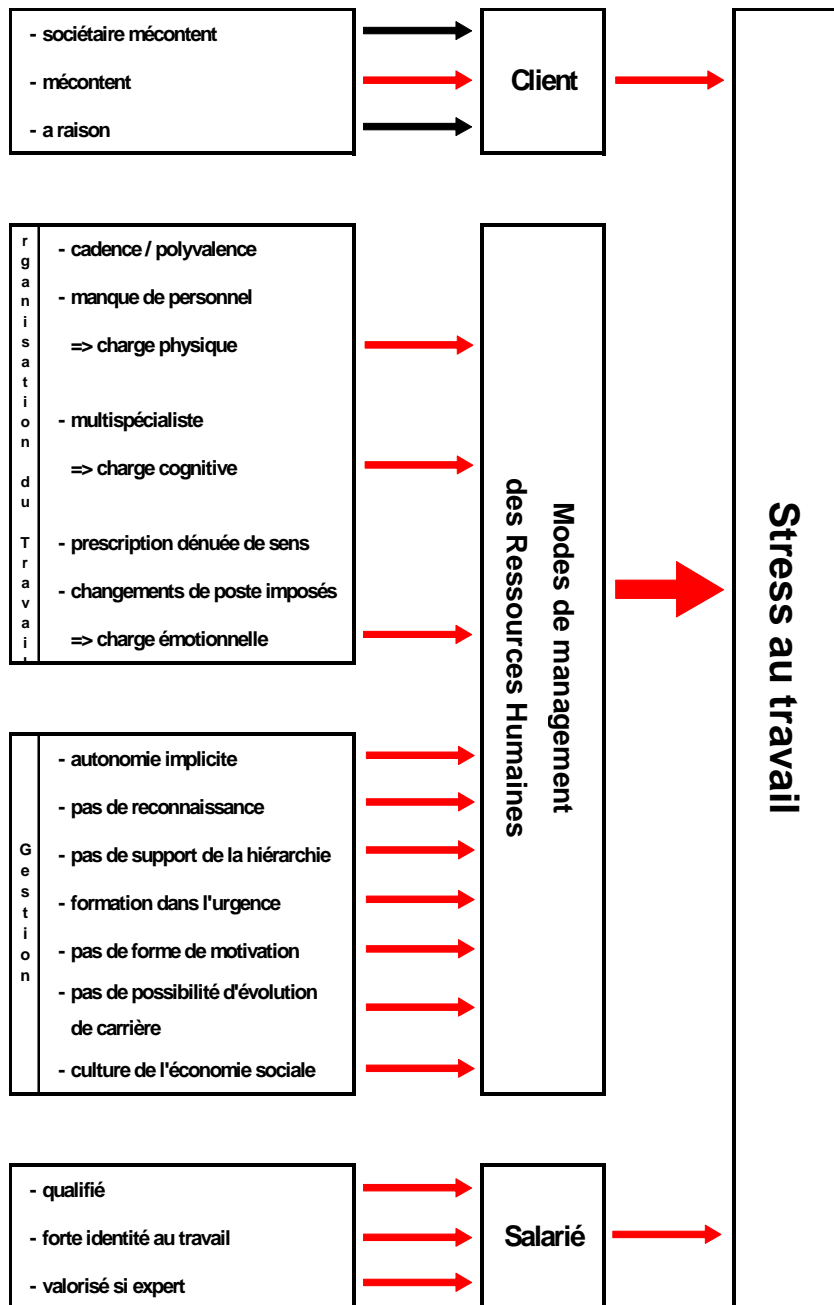 - sociétaire mécontent
- mécontent
- a raison
Client
rganisation du Travail
- cadence / polyvalence
- manque de personnel
=> charge physique
- multispécialiste
=> charge cognitive
- prescription dénuée de sens
- changements de poste imposés
=> charge émotionnelle
Gestion
- autonomie implicite
- pas de reconnaissance
- pas de support de la hiérarchie
- formation dans l'urgence
- pas de forme de motivation
- pas de possibilité d'évolution
de carrière
- culture de l'économie sociale
Modes de management
des Ressources Humaines
- qualifié
- forte identité au travail
- valorisé si expert
Salarié
Stress au travail